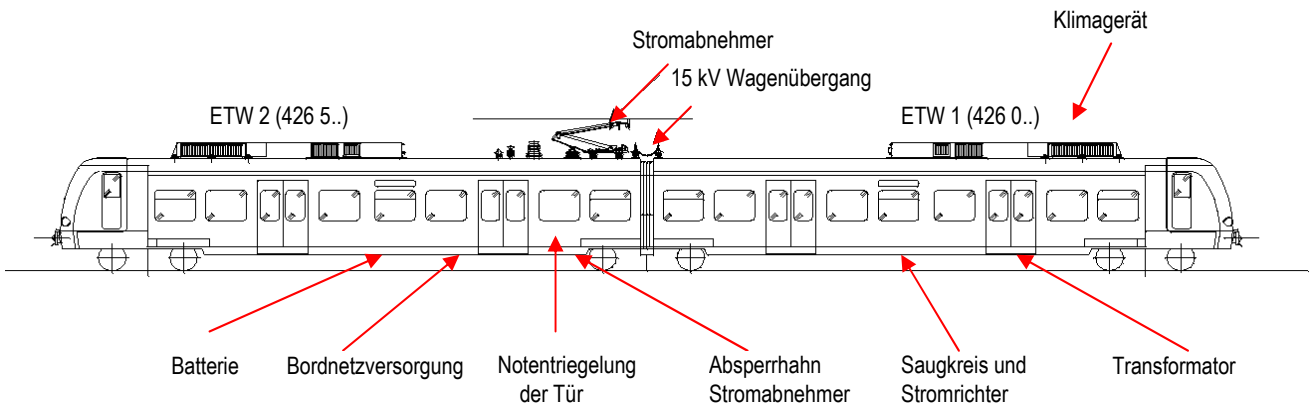 Klimagerät
Stromabnehmer
15 kV Wagenübergang
ETW 2 (426 5..)
ETW 1 (426 0..)
Batterie
Bordnetzversorgung
Notentriegelung
der Tür
Absperrhahn
Stromabnehmer
Saugkreis und
Stromrichter
Transformator